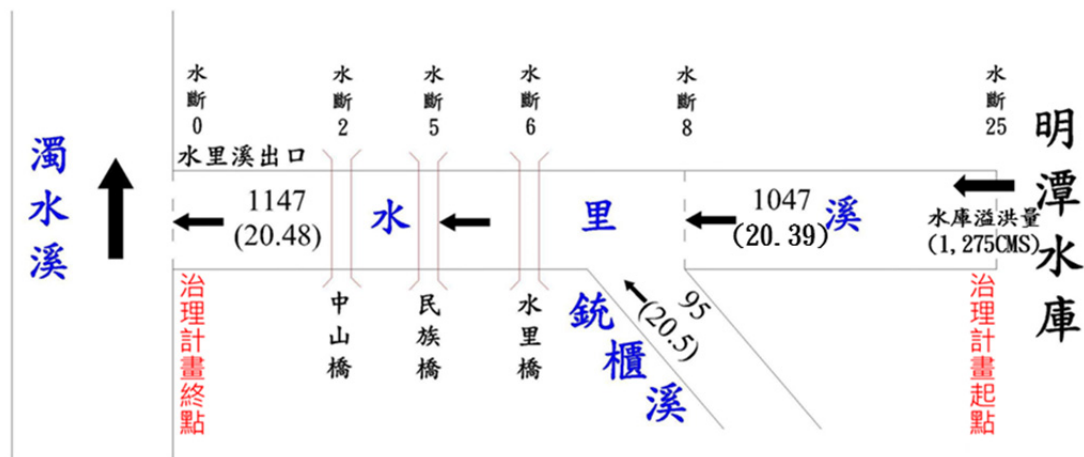 水斷0
水斷2
水斷5
水斷6
水斷8
水斷25
明潭水庫
濁水溪
水里溪出口
1147
(20.48)
水里溪
1047
(20.39)
水庫溢洪量
(1,275CMS)
95
(20.5)
銃櫃溪
治理計畫終點
中山橋
民族橋
水里橋
治理計畫起點